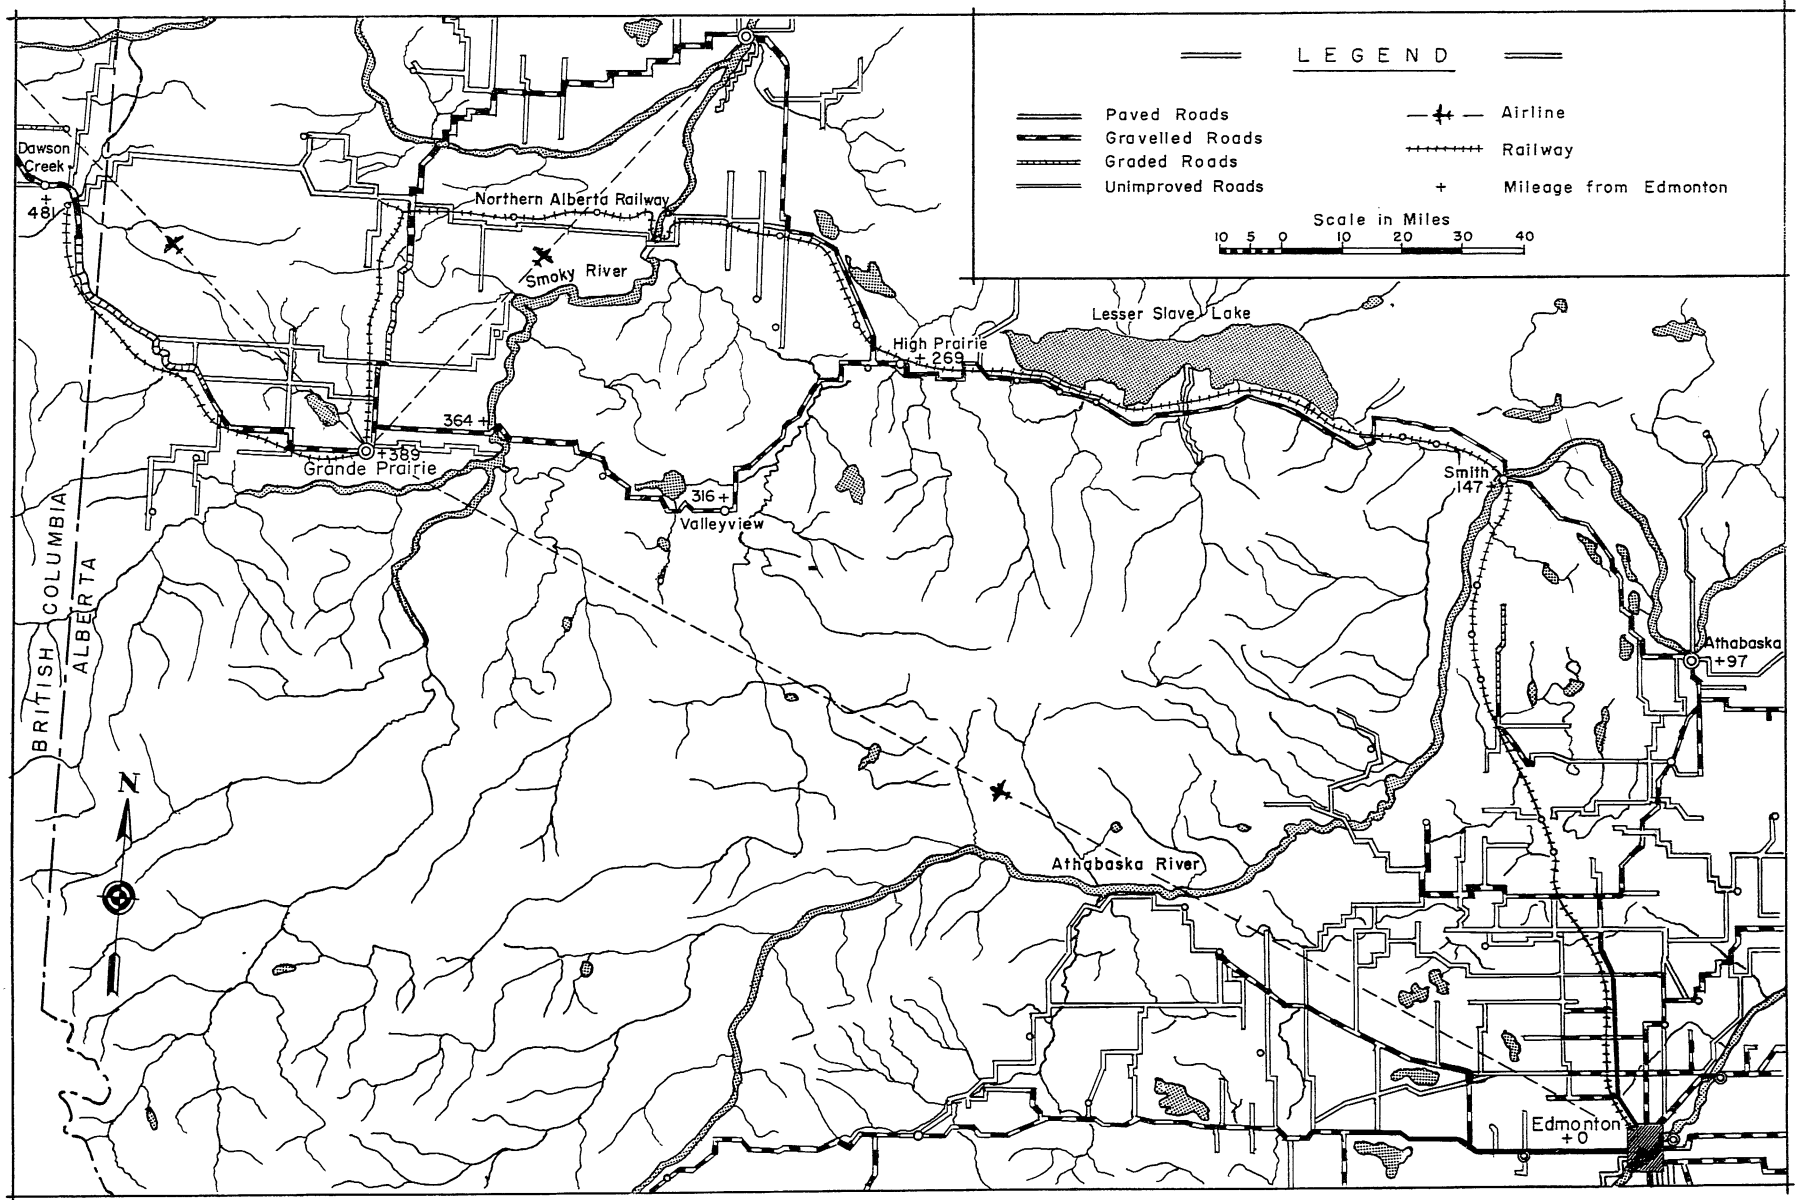 LEGEND
Paved Roads
Gravelled Roads
Graded Roads
Unimproved Roads
Airline
Railway
Mileage from Edmonton
Scale in Miles
10 5 0 10 20 30 40
Dawson
Creek
+
481
Northern Alberta Railway
Smoky River
Lesser Slave Lake
High Prairie
+ 269
364 +
+389
Grande Prairie
316 +
Valleyview
Smith
147+
Athabaska
+97
BRITISH COLUMBIA
ALBERTA
N
Athabaska River
Edmonton
+0